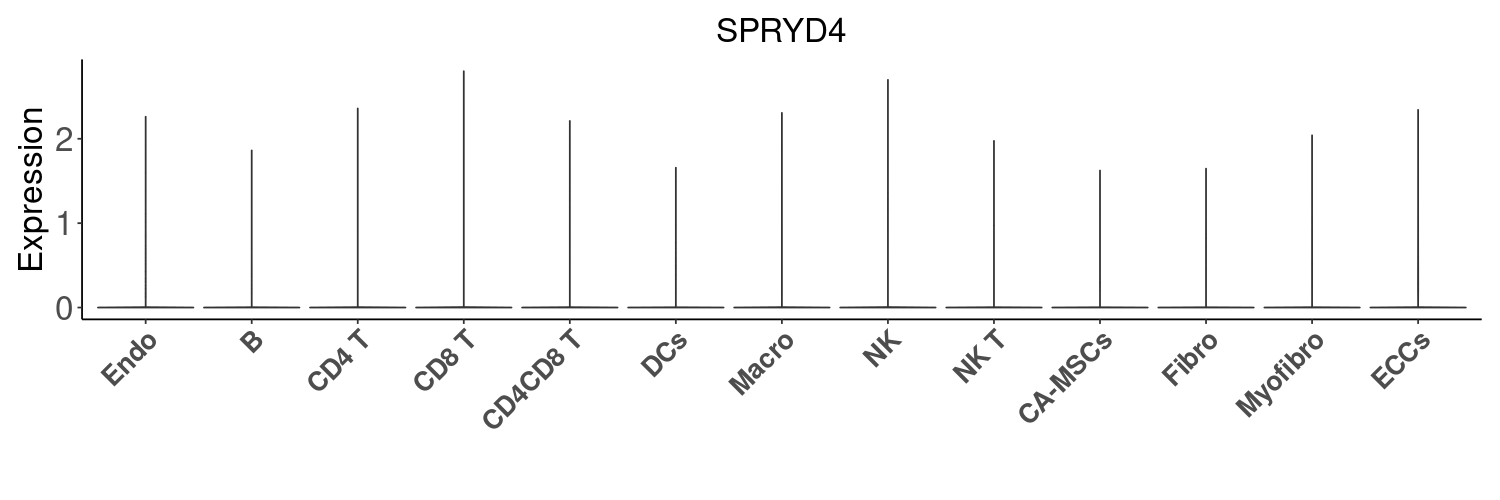 SPRYD4
Expression
2
1
0
Endo
B
CD4 T
CD8 T
CD4CD8 T
DCs
Macro
NK
NK T
CA-MSCs
Fibro
Myofibro
ECCs